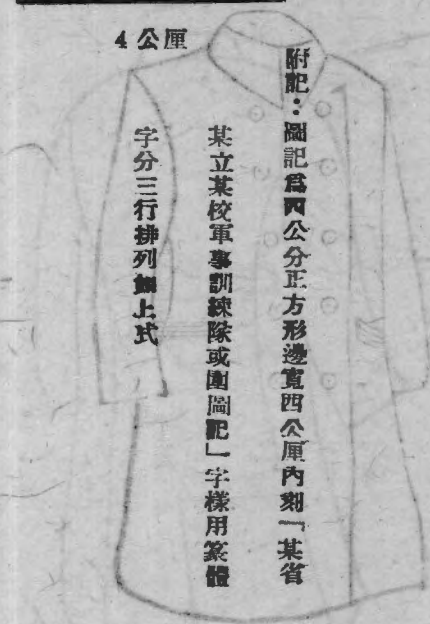 4公厘
附記：圖記爲四公分正方形邊寬四公厘內刻「某省
某立某校軍事訓練隊或團圖記」字樣用篆體
字分三行排列如上式